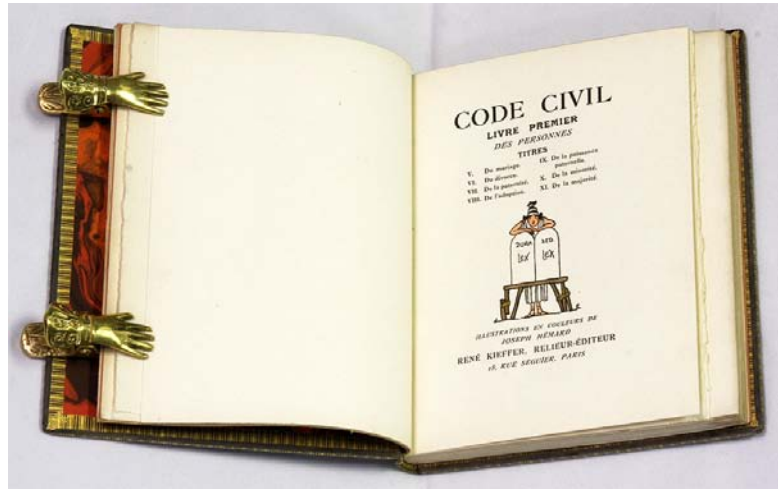 CODE CIVIL
LIVRE PREMIER
DES PERSONNES
TITRES
V. Du mariage.
VI. Du divorce.
VII. De la paternité.
VIII. De l'adoption.
IX. De la puissance
paternelle.
X. De la minorité.
XI. De la majorité.
DURA LEX
SED LEX
ILLUSTRATIONS EN COULEURS DE
JOSEPH HÉMARD
RENÉ KIEFFER, RELIEUR-ÉDITEUR
18, RUE SÉGUIER, PARIS